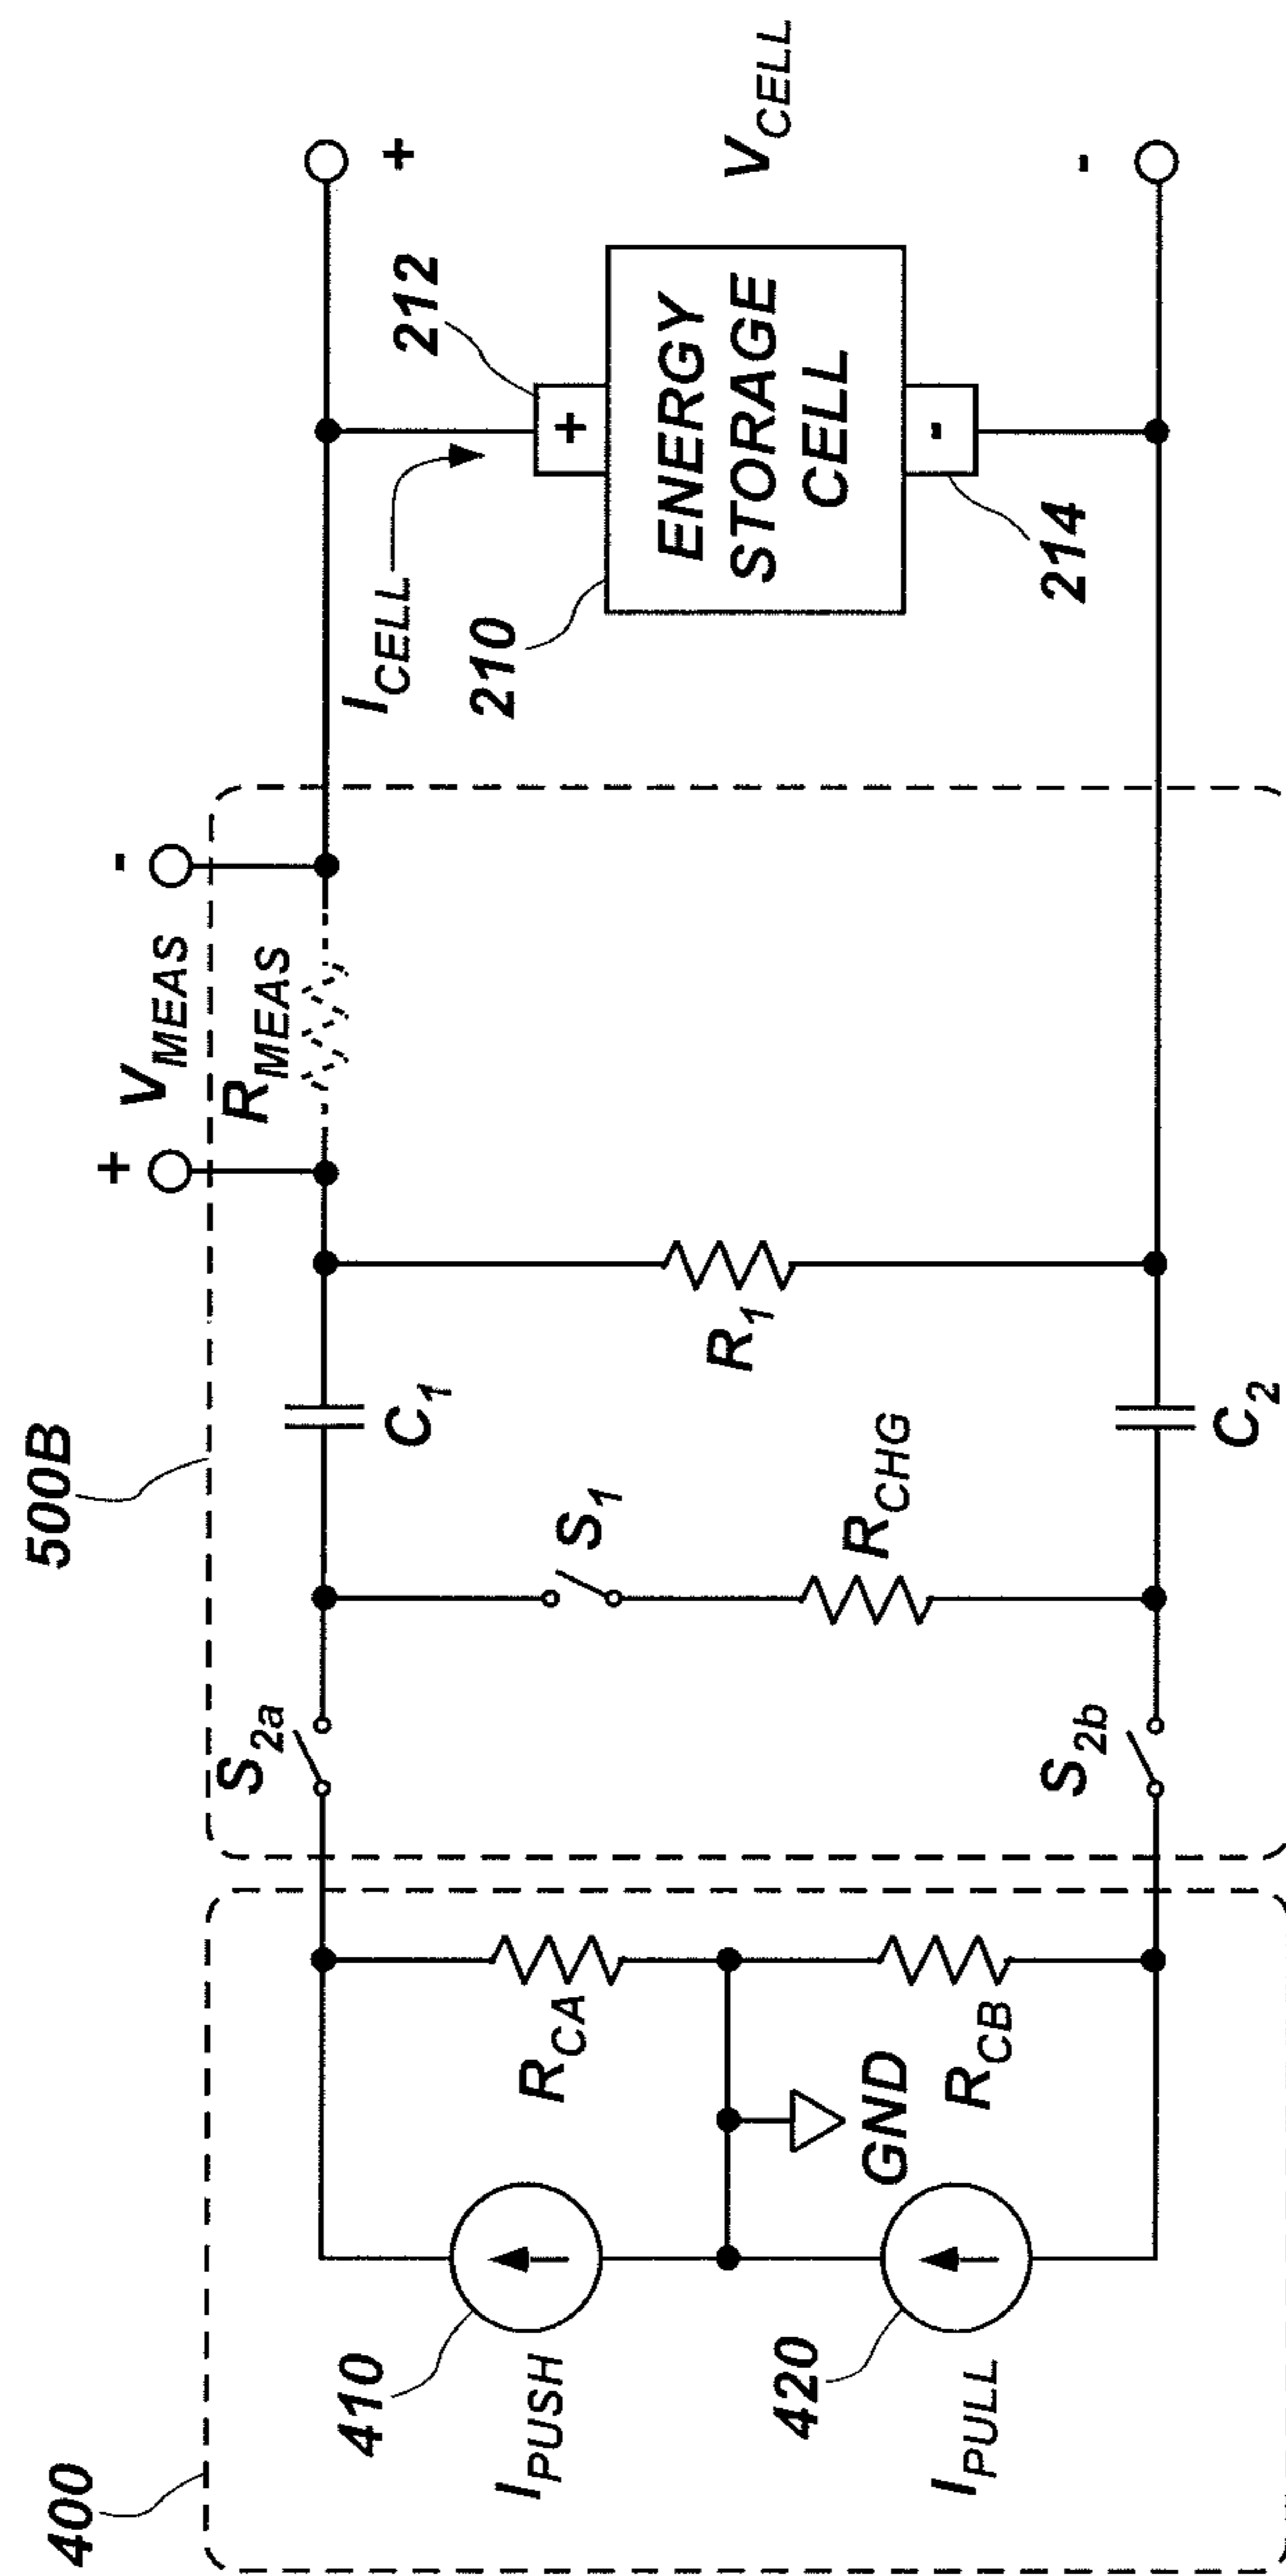 400
500B
410
I_PUSH
420
I_PULL
R_CA
GND
R_CB
S_2a
S_2b
S_1
R_CHG
C_1
C_2
R_1
+
V_MEAS
-
R_MEAS
I_CELL
210
212
+
ENERGY
STORAGE
CELL
-
214
+
V_CELL
-